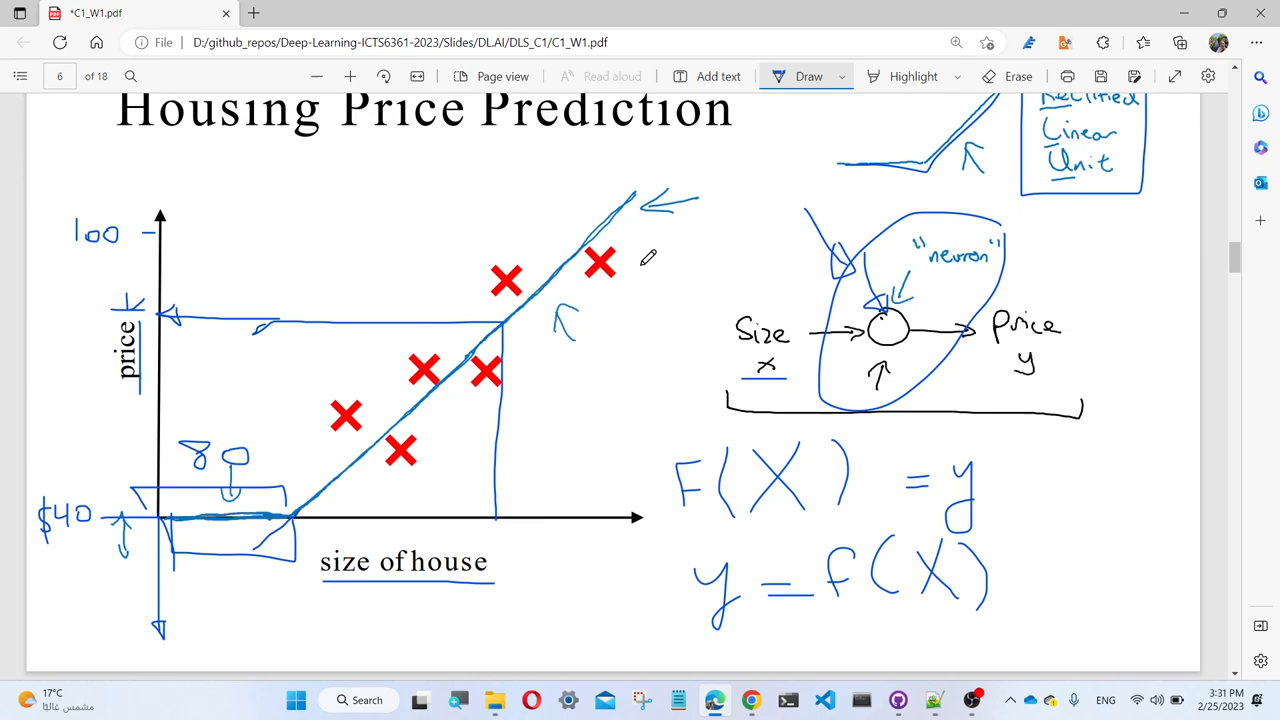 *C1_W1.pdf
File D:/github_repos/Deep-Learning-ICTS6361-2023/Slides/DL.AI/DLS_C1/C1_W1.pdf
6 of 18 Page view Read aloud Add text Draw Highlight Erase
Housing Price Prediction
Rectified
Linear
Unit
100
"neuron"
Size
Price
x
y
price
K
80
$40
size of house
F(X) = y
y = f(X)
17°C
مشمس غالبًا
Search
ENG
3:31 PM
2/25/2023